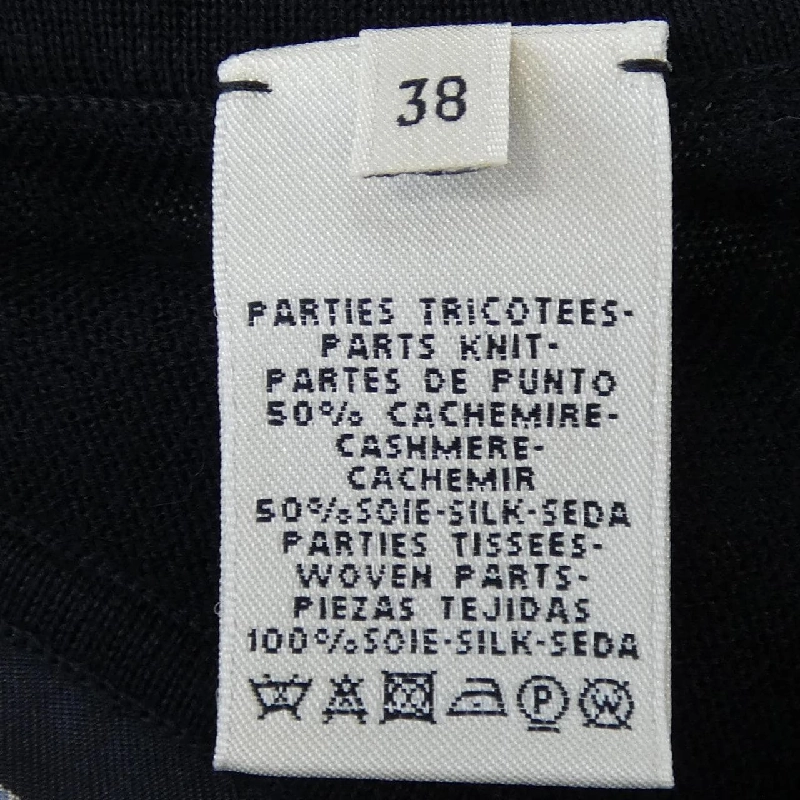 38
PARTIES TRICOTEES-
PARTS KNIT-
PARTES DE PUNTO
50% CACHEMIRE-
CASHMERE-
CACHEMIR
50%SOIE-SILK-SEDA
PARTIES TISSEES-
WOVEN PARTS-
PIEZAS TEJIDAS
100%SOIE-SILK-SEDA
P W